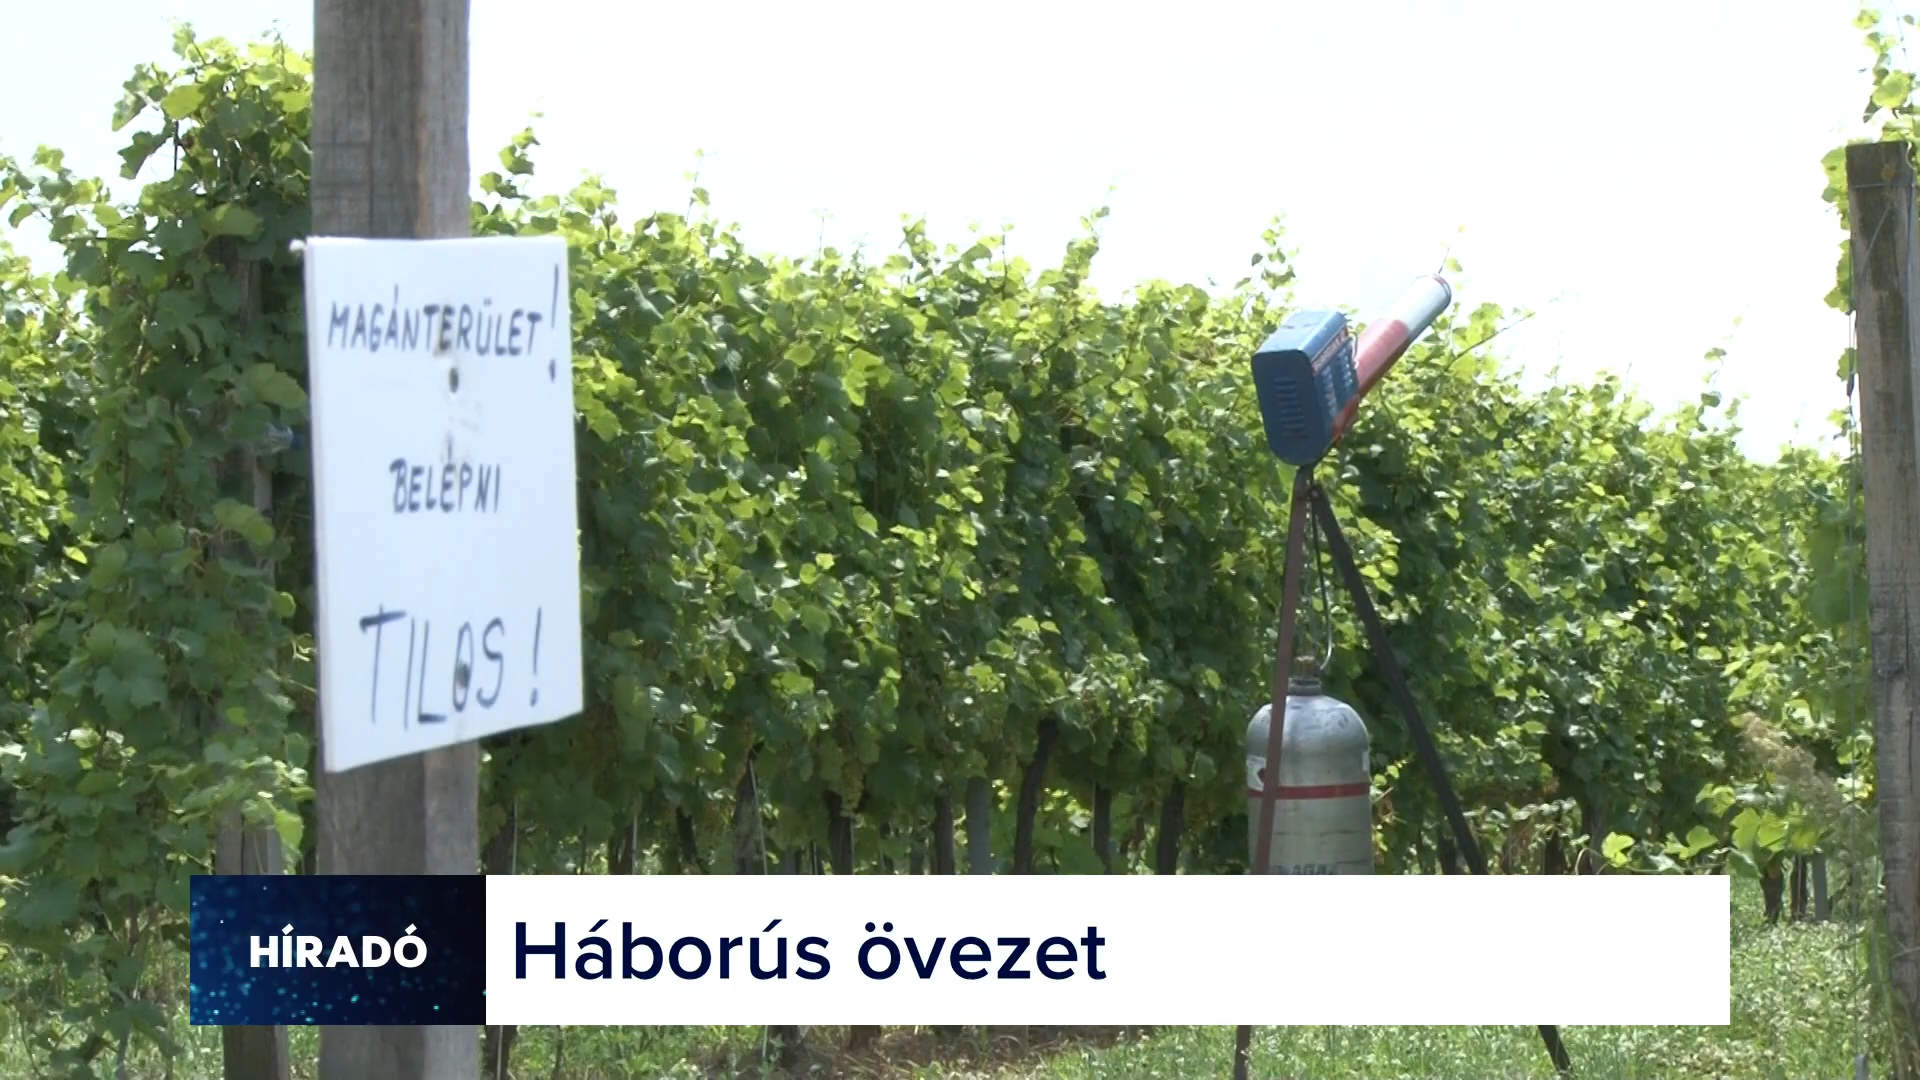 MAGÁNTERÜLET!
BELÉPNI
TILOS!
HÍRADÓ
Háborús övezet